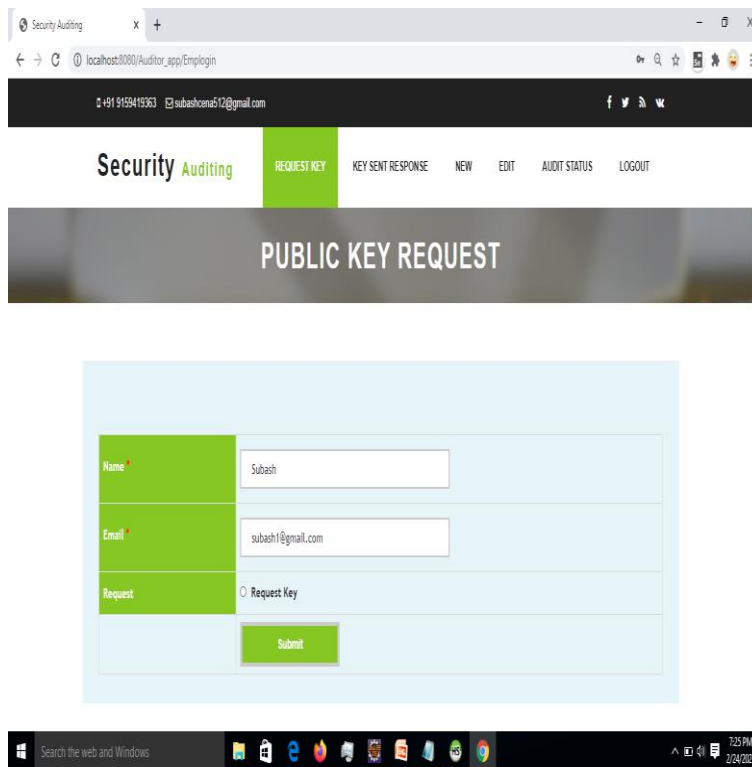 Security Auditing
localhost:8080/Auditor_app/Emplogin
+91 9159419363 subashcena512@gmail.com
Security Auditing REQUEST KEY KEY SENT RESPONSE NEW EDIT AUDIT STATUS LOGOUT
PUBLIC KEY REQUEST
Name *
Subash
Email *
subash1@gmail.com
Request
Request Key
Submit
Search the web and Windows
7:25 PM